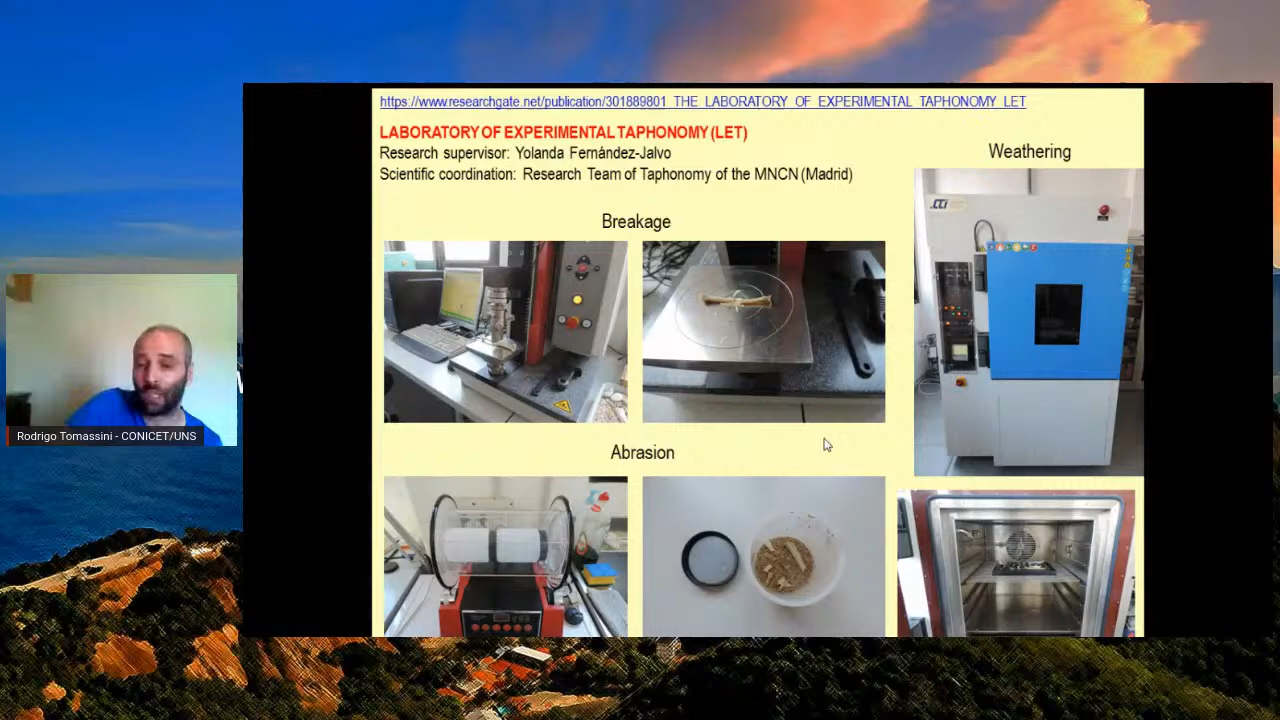 https://www.researchgate.net/publication/301889801_THE_LABORATORY_OF_EXPERIMENTAL_TAPHONOMY_LET
LABORATORY OF EXPERIMENTAL TAPHONOMY (LET)
Research supervisor: Yolanda Fernández-Jalvo
Scientific coordination: Research Team of Taphonomy of the MNCN (Madrid)
Weathering
Breakage
CCI
Abrasion
Rodrigo Tomassini - CONICET/UNS